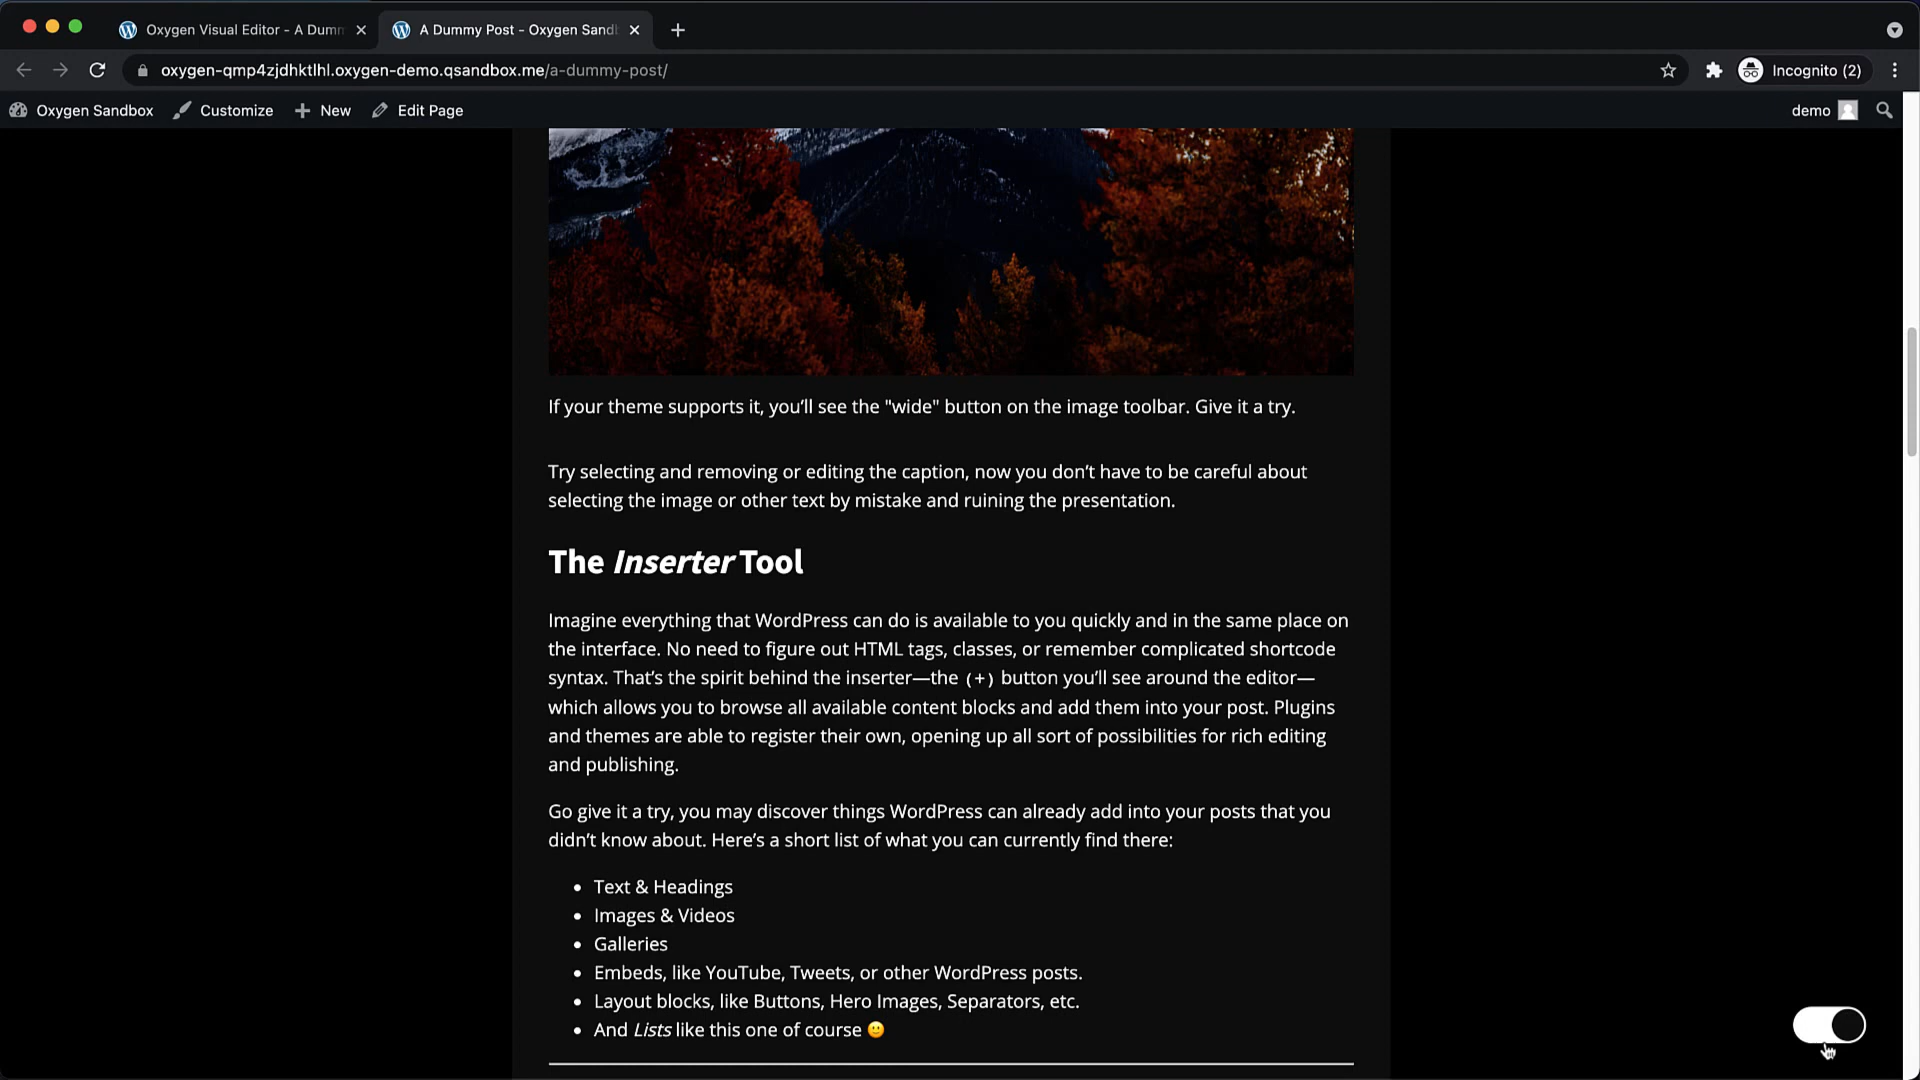 Oxygen Visual Editor - A Dumm
A Dummy Post - Oxygen Sandb
oxygen-qmp4zjdhktlhl.oxygen-demo.qsandbox.me/a-dummy-post/
Incognito (2)
Oxygen Sandbox
Customize
New
Edit Page
demo
If your theme supports it, you’ll see the "wide" button on the image toolbar. Give it a try.
Try selecting and removing or editing the caption, now you don’t have to be careful about
selecting the image or other text by mistake and ruining the presentation.
The Inserter Tool
Imagine everything that WordPress can do is available to you quickly and in the same place on
the interface. No need to figure out HTML tags, classes, or remember complicated shortcode
syntax. That’s the spirit behind the inserter—the (+) button you’ll see around the editor—
which allows you to browse all available content blocks and add them into your post. Plugins
and themes are able to register their own, opening up all sort of possibilities for rich editing
and publishing.
Go give it a try, you may discover things WordPress can already add into your posts that you
didn’t know about. Here’s a short list of what you can currently find there:
• Text & Headings
• Images & Videos
• Galleries
• Embeds, like YouTube, Tweets, or other WordPress posts.
• Layout blocks, like Buttons, Hero Images, Separators, etc.
• And Lists like this one of course 🙂